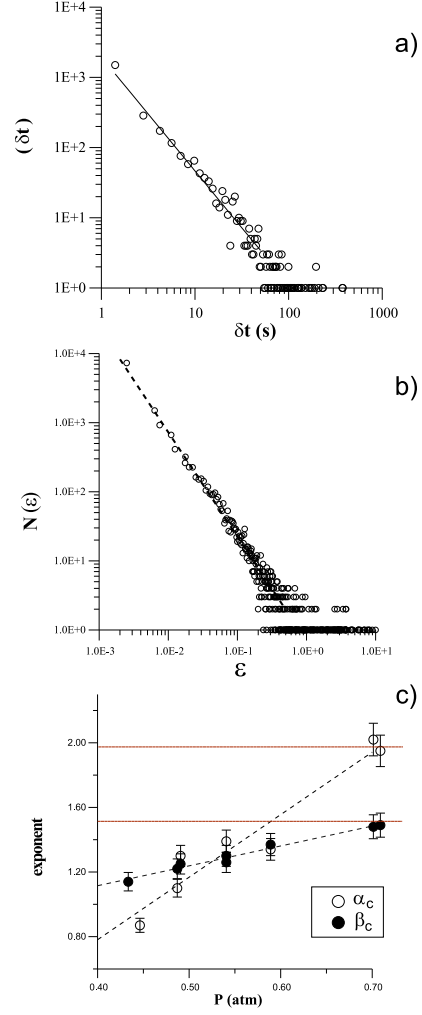 1E+4
a)
1E+3
(δt)
1E+2
1E+1
1E+0
1 10 100 1000
δt (s)
1.0E+4
b)
1.0E+3
N (ε)
1.0E+2
1.0E+1
1.0E+0
1.0E-3 1.0E-2 1.0E-1 1.0E+0 1.0E+1
ε
c)
2.00
1.60
exponent
1.20
0.80
αc
βc
0.40 0.50 0.60 0.70
P (atm)